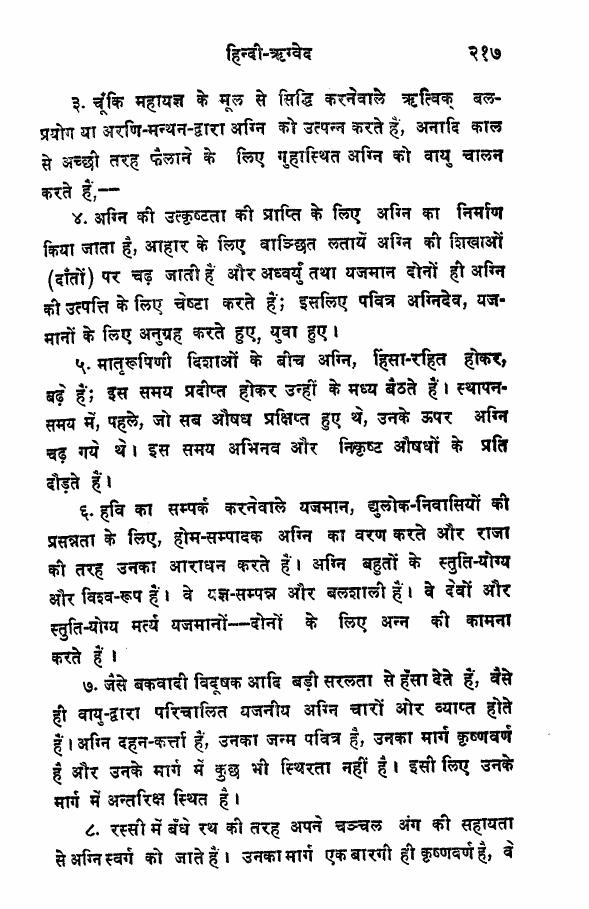 हिन्दी-ऋग्वेद २१७
३. चूंकि महायज्ञ के मूल से सिद्धि करनेवाले ऋत्विक् बल-
प्रयोग या अरणि-मन्थन-द्वारा अग्नि को उत्पन्न करते हैं, अनादि काल
से अच्छी तरह फैलाने के लिए गुहास्थित अग्नि को वायु चालन
करते हैं,—
४. अग्नि की उत्कृष्टता की प्राप्ति के लिए अग्नि का निर्माण
किया जाता है, आहार के लिए वाञ्छित लतायें अग्नि की शिखाओं
(दाँतों) पर चढ़ जाती हैं और अध्वर्यु तथा यजमान दोनों ही अग्नि
की उत्पत्ति के लिए चेष्टा करते हैं; इसलिए पवित्र अग्निदेव, यज-
मानों के लिए अनुग्रह करते हुए, युवा हुए।
५. मातृरूपिणी दिशाओं के बीच अग्नि, हिंसा-रहित होकर,
बढ़े हैं; इस समय प्रदीप्त होकर उन्हीं के मध्य बैठते हैं। स्थापन-
समय में, पहले, जो सब औषध प्रक्षिप्त हुए थे, उनके ऊपर अग्नि
चढ़ गये थे। इस समय अभिनव और निकृष्ट औषधों के प्रति
दौड़ते हैं।
६. हवि का सम्पर्क करनेवाले यजमान, द्युलोक-निवासियों की
प्रसन्नता के लिए, होम-सम्पादक अग्नि का वरण करते और राजा
की तरह उनका आराधन करते हैं। अग्नि बहुतों के स्तुति-योग्य
और विश्व-रूप हैं। वे यज्ञ-सम्पन्न और बलशाली हैं। वे देवों और
स्तुति-योग्य मर्त्य यजमानों—दोनों के लिए अन्न की कामना
करते हैं।
७. जैसे बकवादी विदूषक आदि बड़ी सरलता से हँसा देते हैं, वैसे
ही वायु-द्वारा परिचालित यजनीय अग्नि चारों ओर व्याप्त होते
हैं। अग्नि दहन-कर्त्ता हैं, उनका जन्म पवित्र है, उनका मार्ग कृष्णवर्ण
है और उनके मार्ग में कुछ भी स्थिरता नहीं है। इसी लिए उनके
मार्ग में अन्तरिक्ष स्थित है।
८. रस्सी में बँधे रथ की तरह अपने चञ्चल अंग की सहायता
से अग्नि स्वर्ग को जाते हैं। उनका मार्ग एक बारगी ही कृष्णवर्ण है, वे